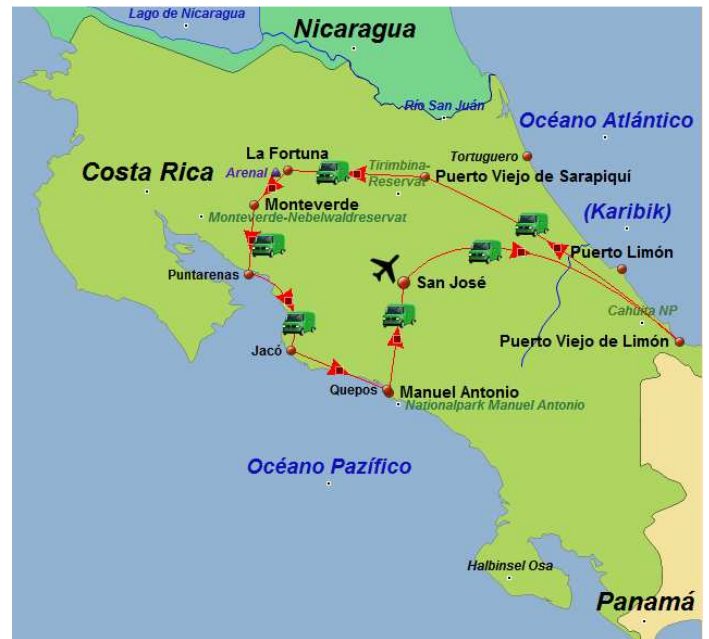 Lago de Nicaragua
Nicaragua
Río San Juán
Océano Atlántico
La Fortuna
Tortuguero
Costa Rica
Arenal
Tirimbina-
Reservat
Puerto Viejo de Sarapiquí
Monteverde
Monteverde-Nebelwaldreservat
(Karibik)
Puntarenas
San José
Puerto Limón
Cahuita NP
Puerto Viejo de Limón
Jacó
Quepos
Manuel Antonio
Nationalpark Manuel Antonio
Océano Pazífico
Halbinsel Osa
Panamá